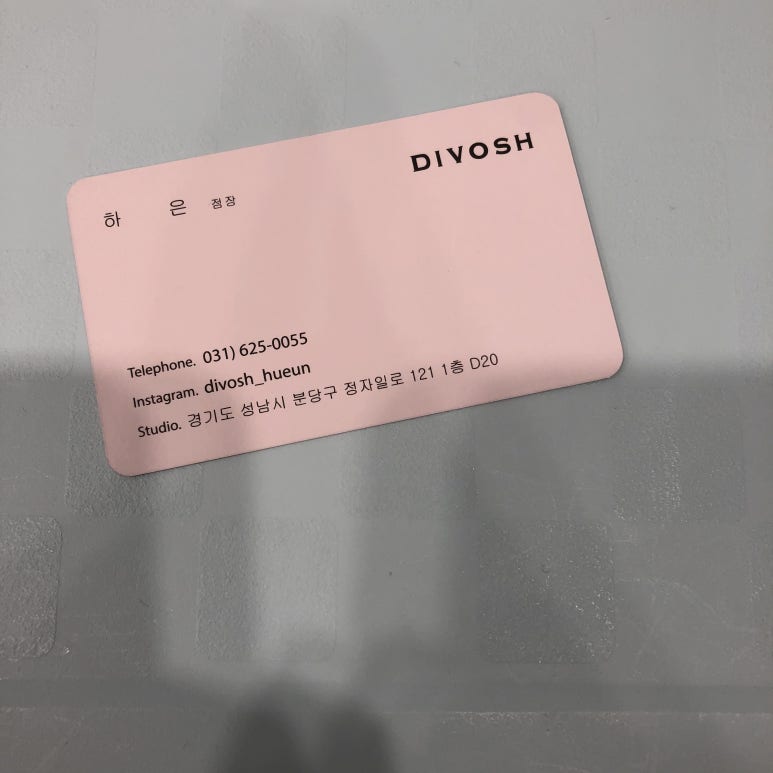 DIVOSH
하 은 점장
Telephone. 031) 625-0055
Instagram. divosh_hueun
Studio. 경기도 성남시 분당구 정자일로 121 1층 D20